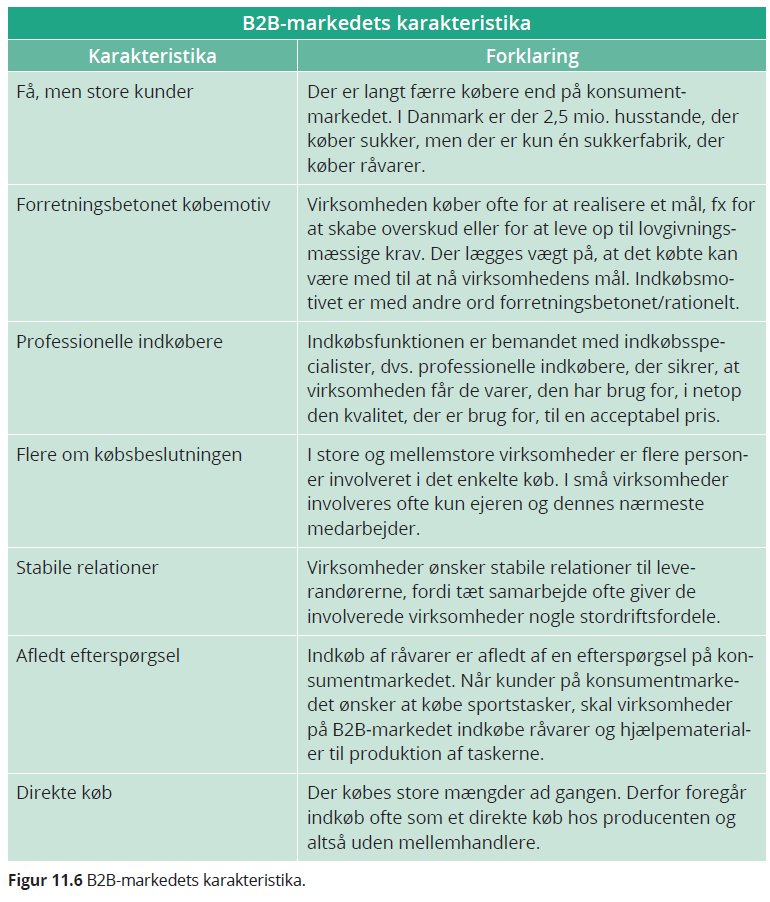 B2B-markedets karakteristika
Karakteristika
Forklaring
Få, men store kunder
Der er langt færre købere end på konsument-
markedet. I Danmark er der 2,5 mio. husstande, der
køber sukker, men der er kun én sukkerfabrik, der
køber råvarer.
Forretningsbetonet købemotiv
Virksomheden køber ofte for at realisere et mål, fx for
at skabe overskud eller for at leve op til lovgivnings-
mæssige krav. Der lægges vægt på, at det købte kan
være med til at nå virksomhedens mål. Indkøbsmo-
tivet er med andre ord forretningsbetonet/rationelt.
Professionelle indkøbere
Indkøbsfunktionen er bemandet med indkøbsspe-
cialister, dvs. professionelle indkøbere, der sikrer, at
virksomheden får de varer, den har brug for, i netop
den kvalitet, der er brug for, til en acceptabel pris.
Flere om købsbeslutningen
I store og mellemstore virksomheder er flere person-
er involveret i det enkelte køb. I små virksomheder
involveres ofte kun ejeren og dennes nærmeste
medarbejder.
Stabile relationer
Virksomheder ønsker stabile relationer til leve-
randørerne, fordi tæt samarbejde ofte giver de
involverede virksomheder nogle stordriftsfordele.
Afledt efterspørgsel
Indkøb af råvarer er afledt af en efterspørgsel på kon-
sumentmarkedet. Når kunder på konsumentmarke-
det ønsker at købe sportstasker, skal virksomheder
på B2B-markedet indkøbe råvarer og hjælpemateriale-
er til produktion af taskerne.
Direkte køb
Der købes store mængder ad gangen. Derfor foregår
indkøb ofte som et direkte køb hos producenten og
altså uden mellemhandlere.
Figur 11.6 B2B-markedets karakteristika.